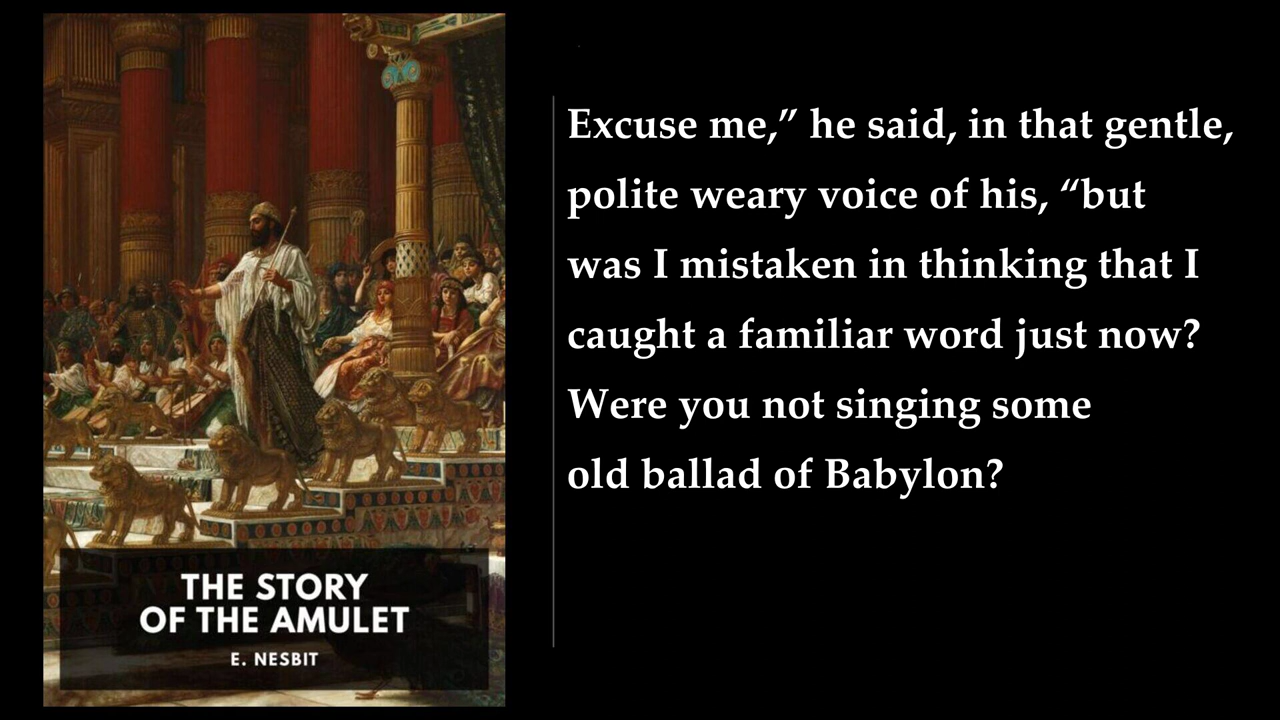 THE STORY
OF THE AMULET
E. NESBIT
Excuse me,” he said, in that gentle,
polite weary voice of his, “but
was I mistaken in thinking that I
caught a familiar word just now?
Were you not singing some
old ballad of Babylon?